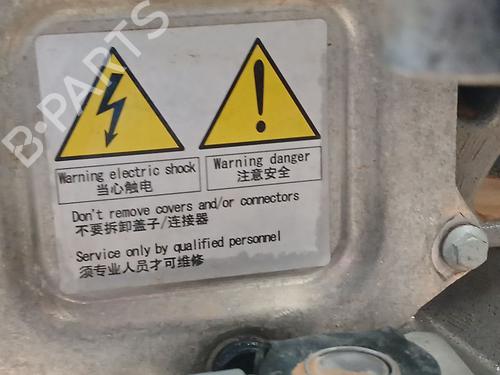 B-PARTS
Warning electric shock
当心触电
Warning danger
注意安全
Don't remove covers and/or connectors
不要拆卸盖子/连接器
Service only by qualified personnel
须专业人员才可维修